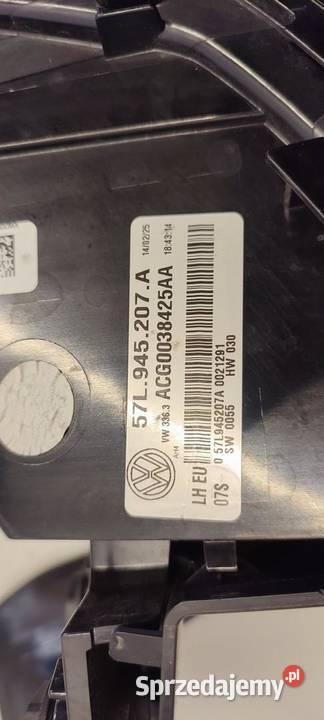 57L.945.207.A
14/02/25
VW 336.3 ACG0038425AA
18:43:14
AH4
LH EU
0 57L945207A 0021291
07S
SW 0055 HW 030
Sprzedajemy.pl